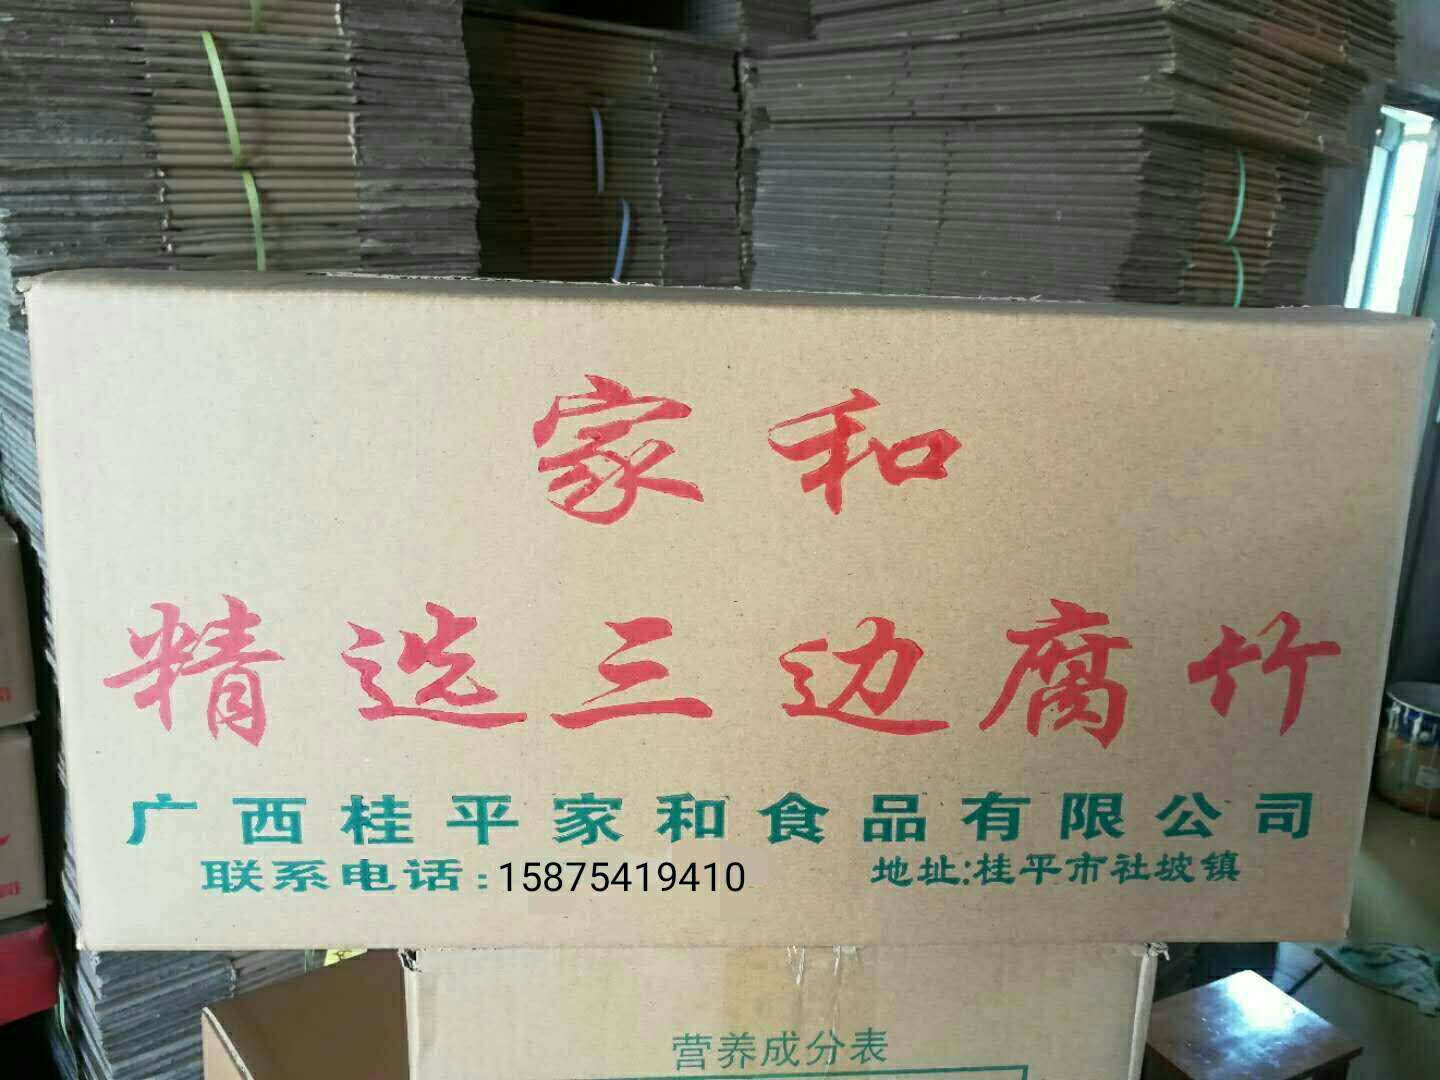 家和
精选三边腐竹
广西桂平家和食品有限公司
联系电话:15875419410 地址:桂平市社坡镇
营养成分表